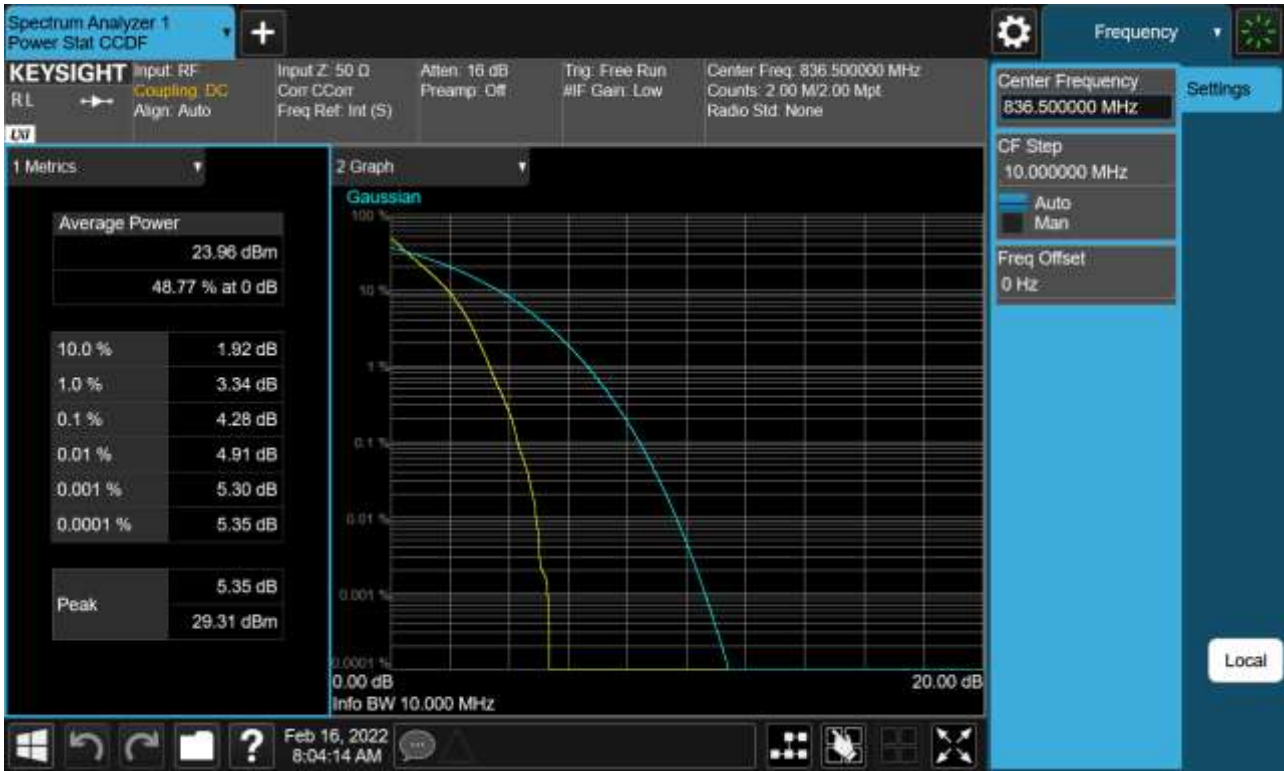 Spectrum Analyzer 1
Power Stat CCDF
+
Frequency
KEYSIGHT
RL
LXI
Input: RF
Coupling: DC
Align: Auto
Input Z: 50 Ω
Corr CCorr
Freq Ref: Int (S)
Atten: 16 dB
Preamp: Off
Trig: Free Run
#IF Gain: Low
Center Freq: 836.500000 MHz
Counts: 2.00 M/2.00 Mpt
Radio Std: None
Center Frequency
836.500000 MHz
Settings
CF Step
10.000000 MHz
Auto
Man
Freq Offset
0 Hz
Local
1 Metrics
Average Power
23.96 dBm
48.77 % at 0 dB
10.0 % 1.92 dB
1.0 % 3.34 dB
0.1 % 4.28 dB
0.01 % 4.91 dB
0.001 % 5.30 dB
0.0001 % 5.35 dB
Peak 5.35 dB
29.31 dBm
2 Graph
Gaussian
100 %
10 %
1 %
0.1 %
0.01 %
0.001 %
0.0001 %
0.00 dB 20.00 dB
Info BW 10.000 MHz
?
Feb 16, 2022
8:04:14 AM